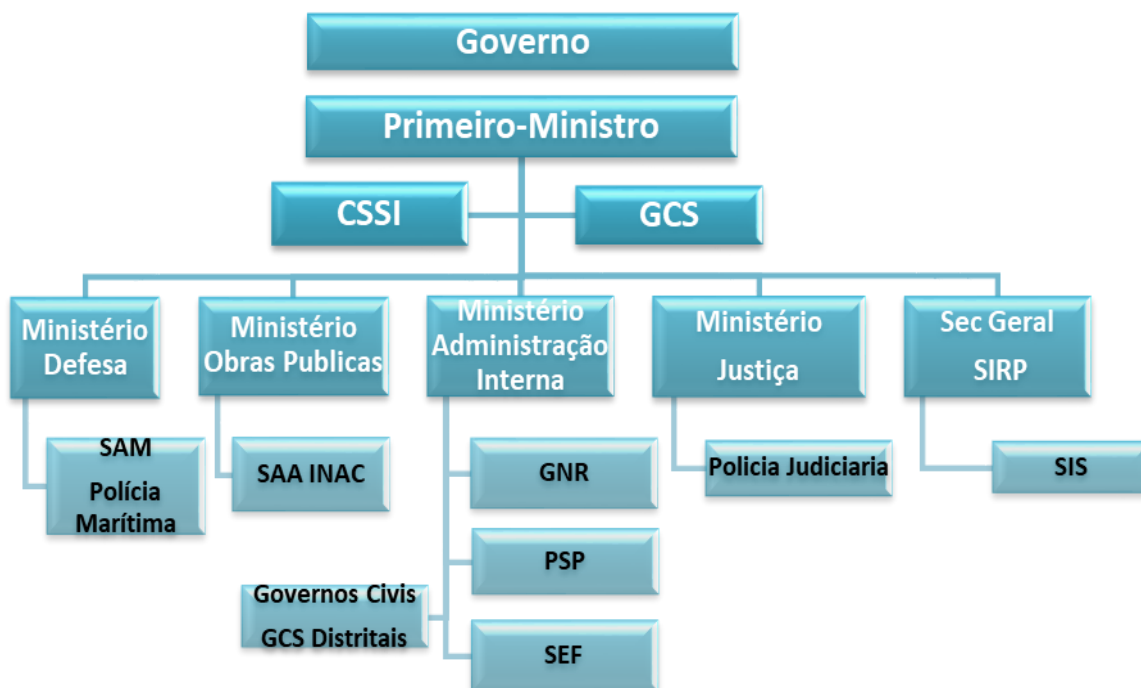 Governo
Primeiro-Ministro
CSSI
GCS
Ministério
Defesa
Ministério
Obras Publicas
Ministério
Administração
Interna
Ministério
Justiça
Sec Geral
SIRP
SAM
Polícia
Marítima
SAA INAC
GNR
Policia Judiciaria
SIS
PSP
Governos Civis
GCS Distritais
SEF